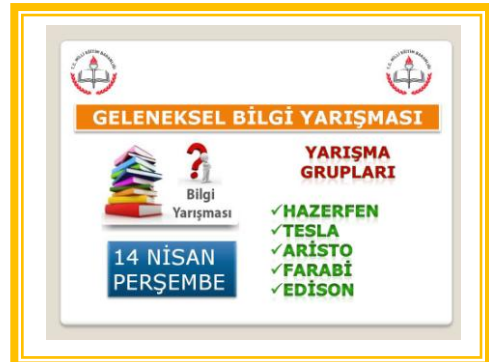 GELENEKSEL BİLGİ YARIŞMASI
YARIŞMA
GRUPLARI
Bilgi
Yarışması
14 NİSAN
PERŞEMBE
✓HAZERFEN
✓TESLA
✓ARİSTO
✓FARABİ
✓EDİSON